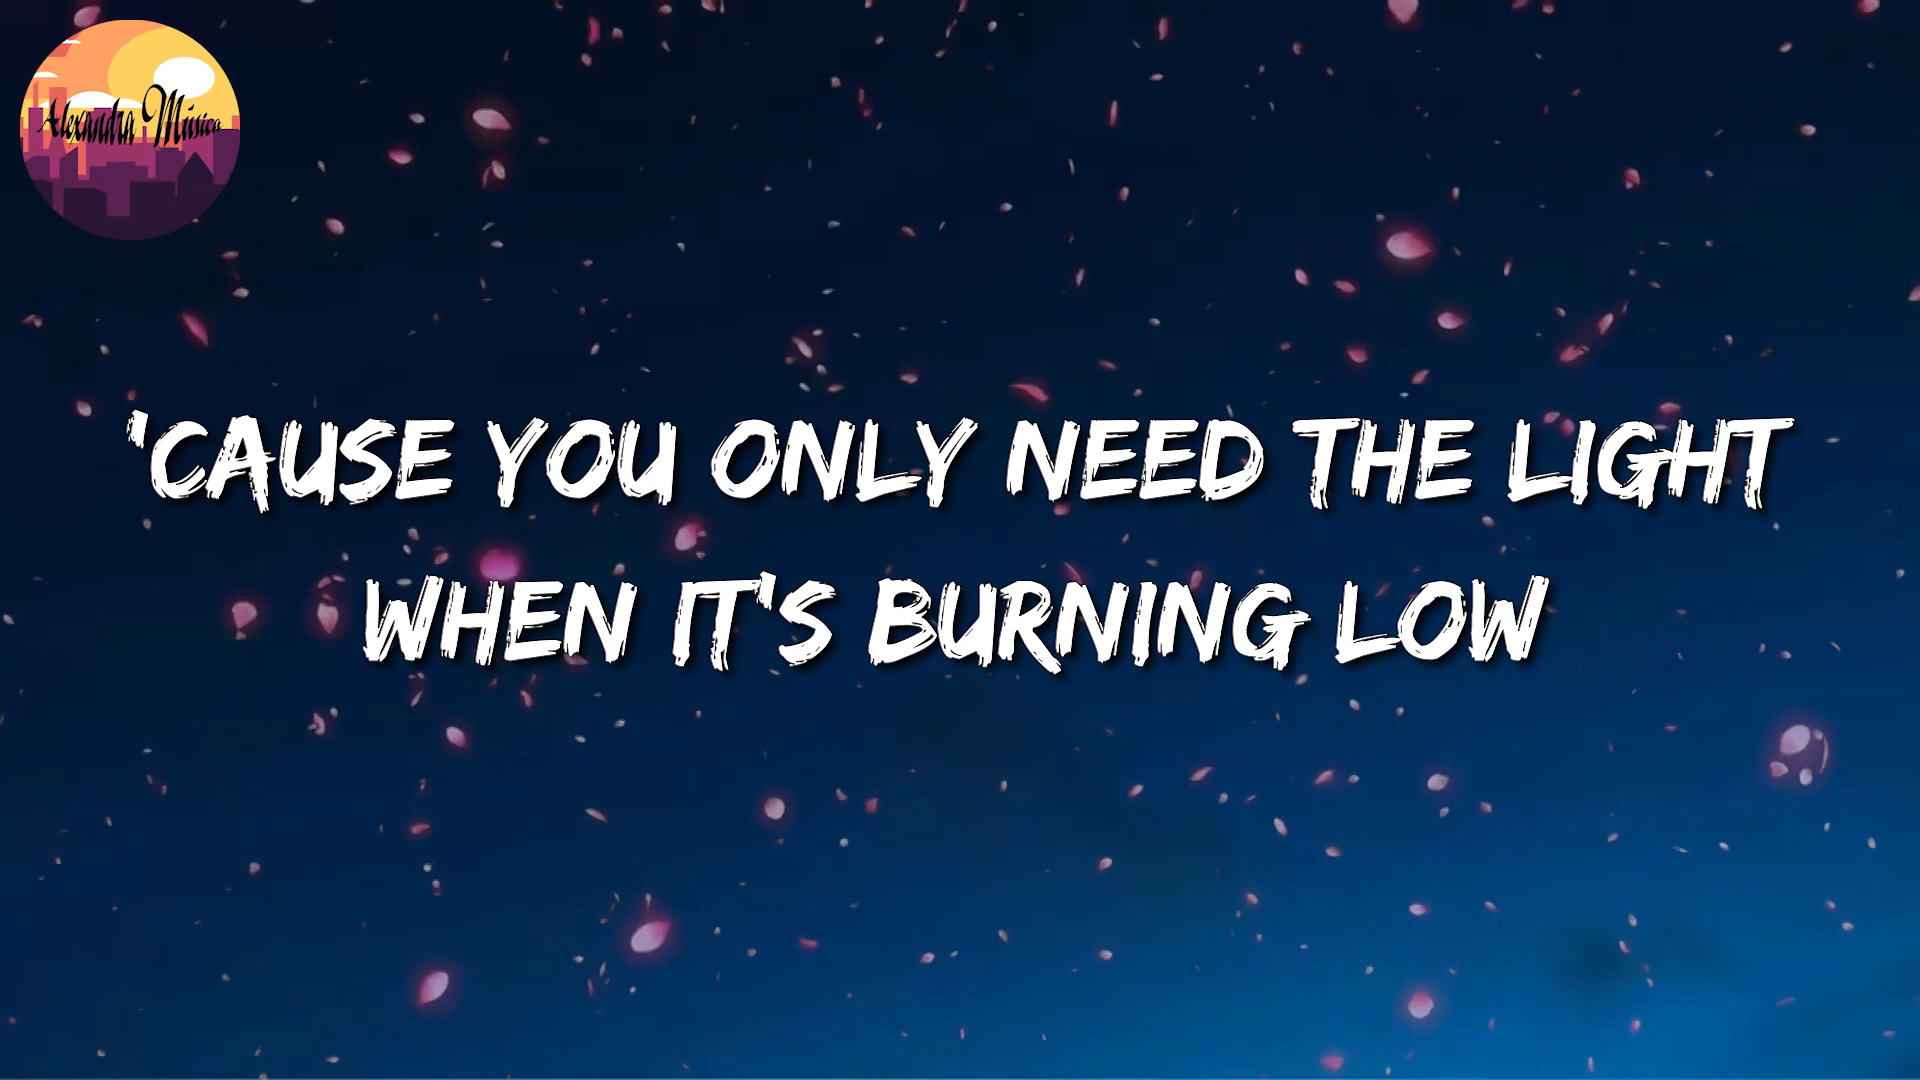 Alexandra Música
'CAUSE YOU ONLY NEED THE LIGHT
WHEN IT'S BURNING LOW